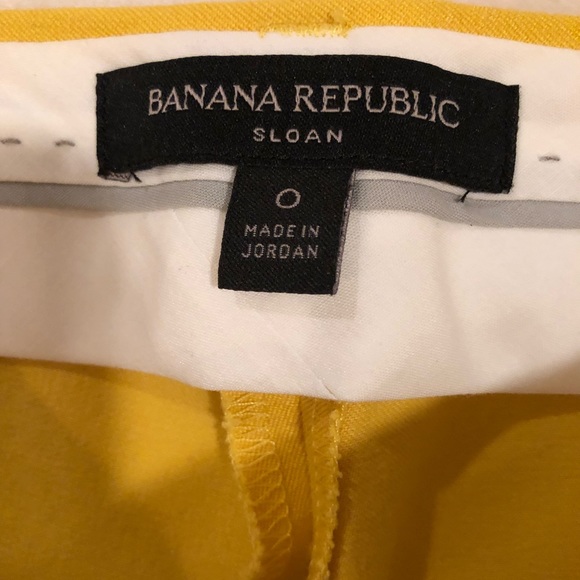 BANANA REPUBLIC
SLOAN
0
MADE IN
JORDAN